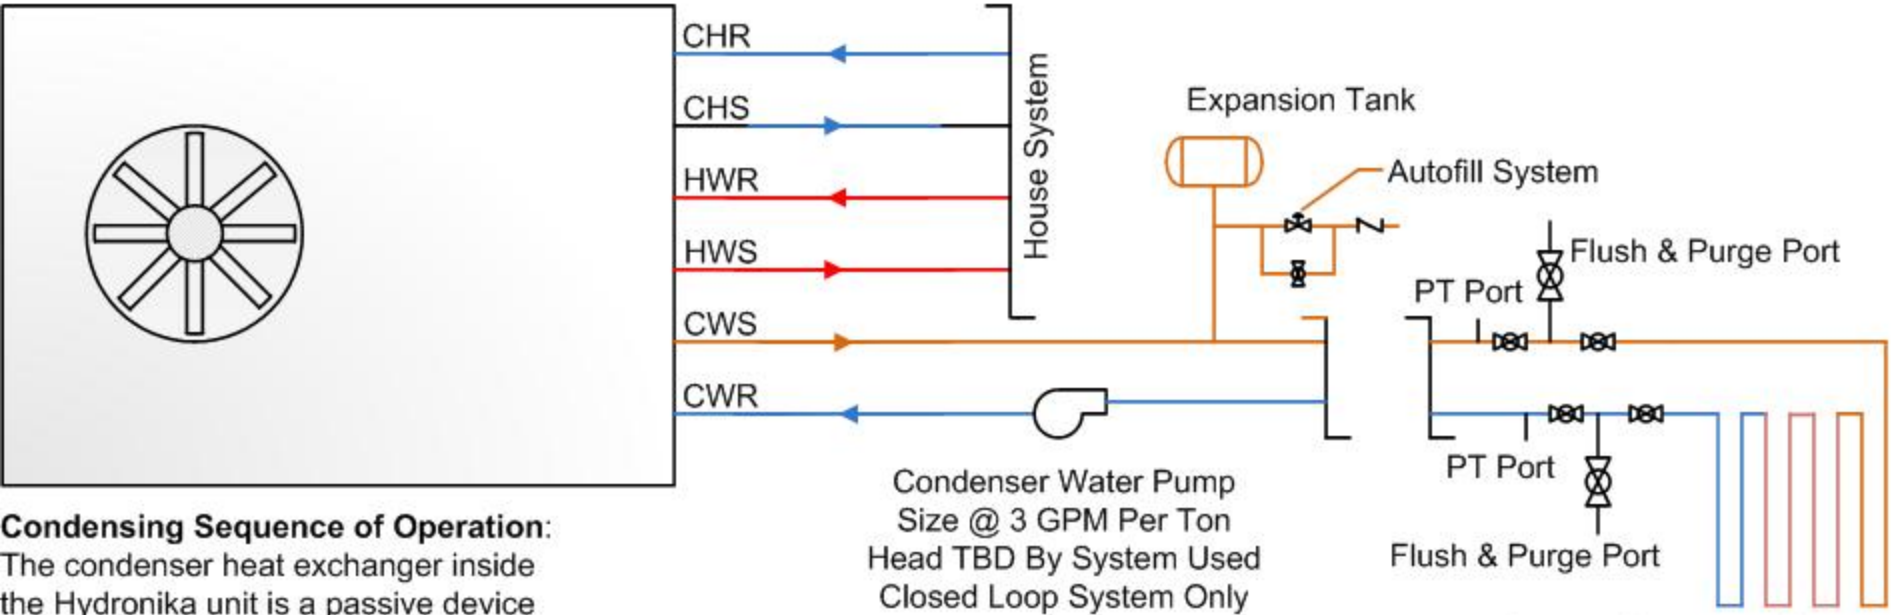 CHR
CHS
HWR
HWS
CWS
CWR
House System
Expansion Tank
Autofill System
Flush & Purge Port
PT Port
PT Port
Flush & Purge Port
Condenser Water Pump
Size @ 3 GPM Per Ton
Head TBD By System Used
Closed Loop System Only
Condensing Sequence of Operation:
The condenser heat exchanger inside
the Hydronika unit is a passive device